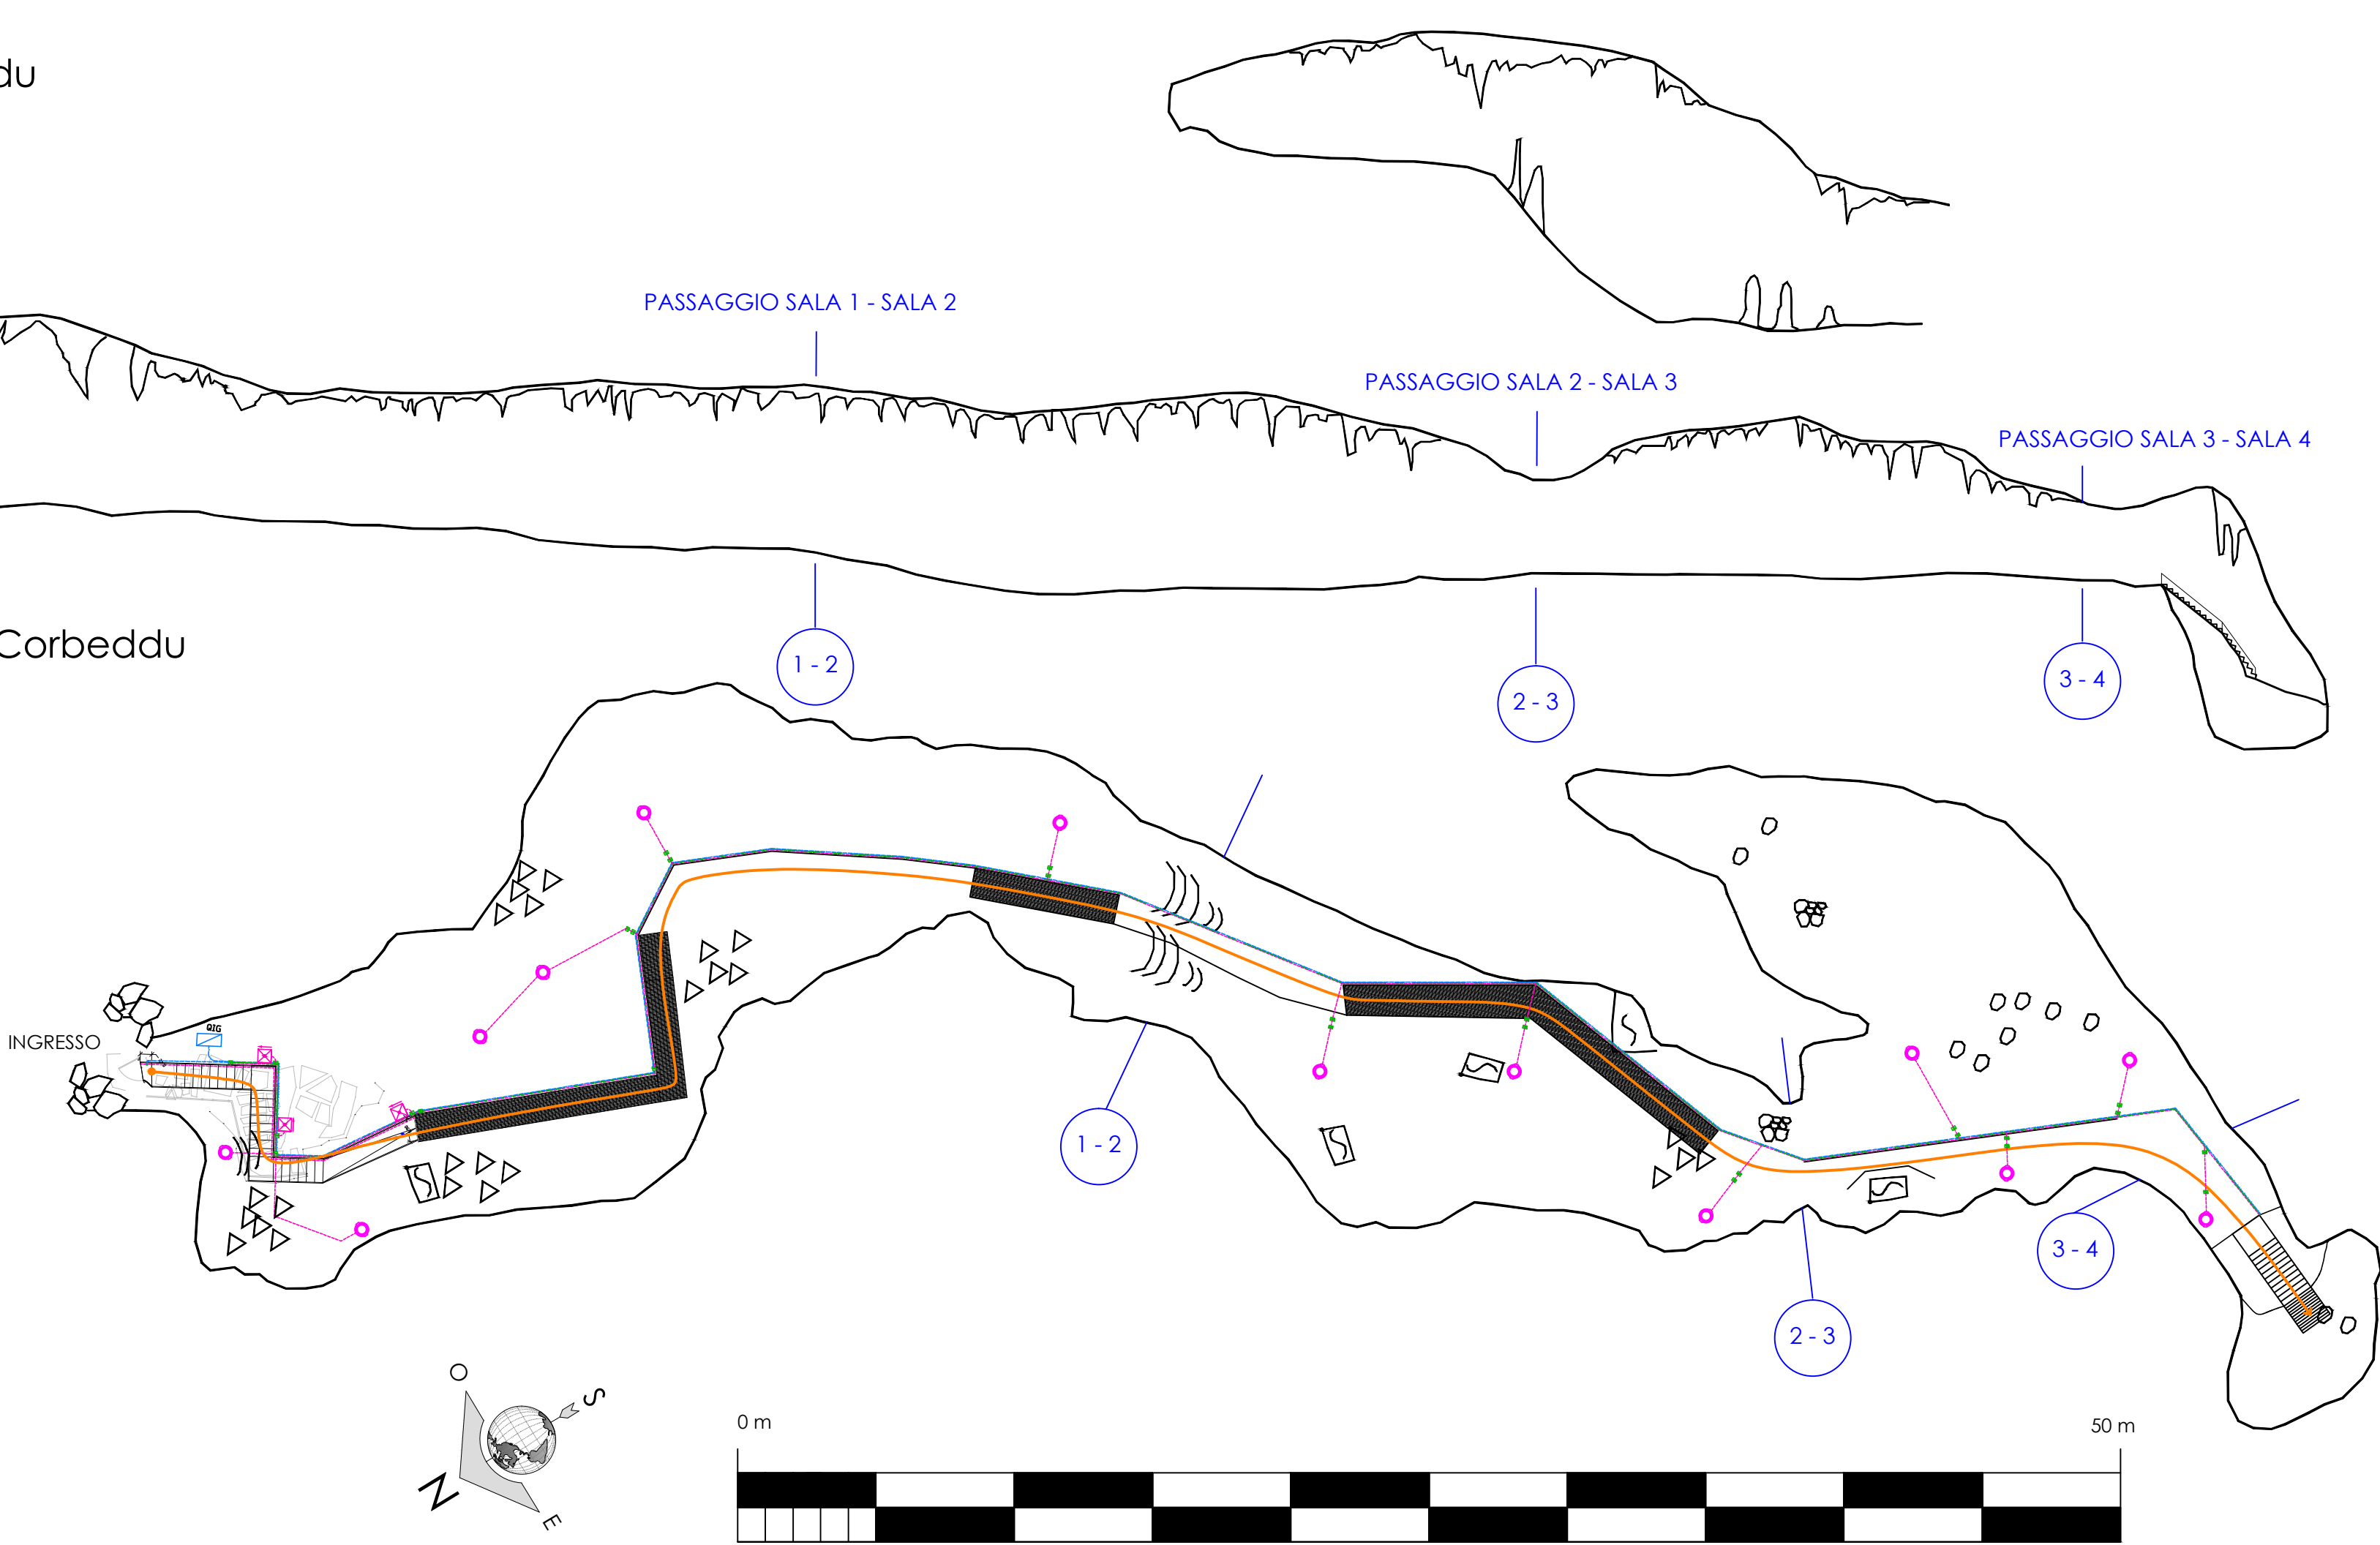 du
PASSAGGIO SALA 1 - SALA 2
PASSAGGIO SALA 2 - SALA 3
PASSAGGIO SALA 3 - SALA 4
Corbeddu
1 - 2
2 - 3
3 - 4
INGRESSO
QIG
1 - 2
3 - 4
2 - 3
O
S
N
E
0 m
50 m